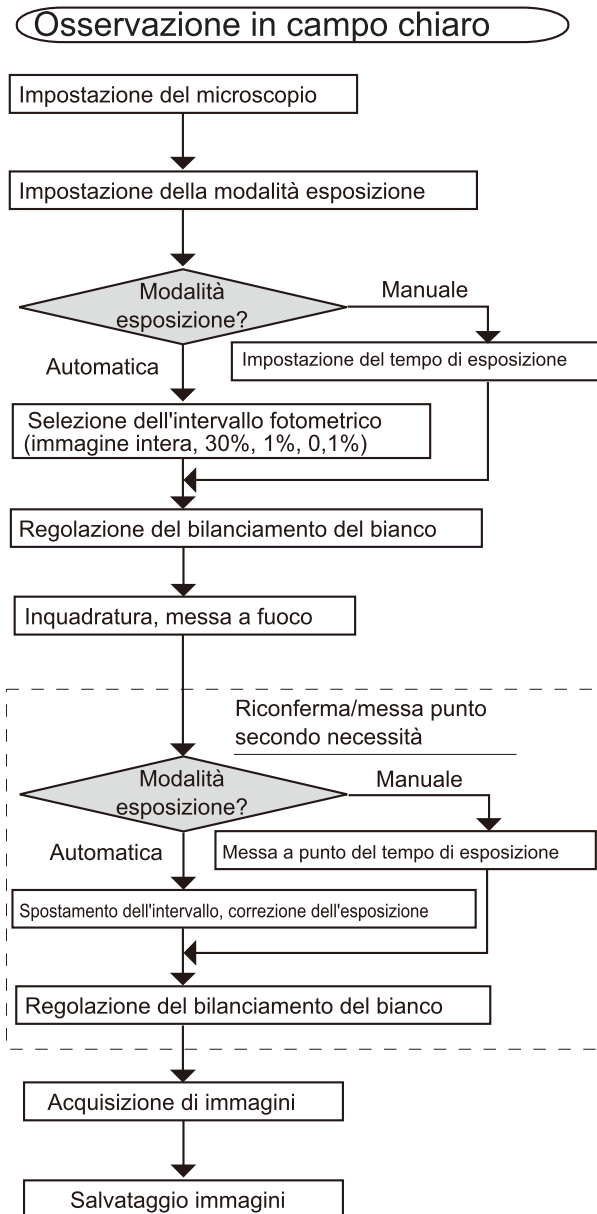 Osservazione in campo chiaro
Impostazione del microscopio
Impostazione della modalità esposizione
Modalità
esposizione?
Manuale
Automatica
Impostazione del tempo di esposizione
Selezione dell'intervallo fotometrico
(immagine intera, 30%, 1%, 0,1%)
Regolazione del bilanciamento del bianco
Inquadratura, messa a fuoco
Riconferma/messa punto
secondo necessità
Modalità
esposizione?
Manuale
Automatica
Messa a punto del tempo di esposizione
Spostamento dell'intervallo, correzione dell'esposizione
Regolazione del bilanciamento del bianco
Acquisizione di immagini
Salvataggio immagini